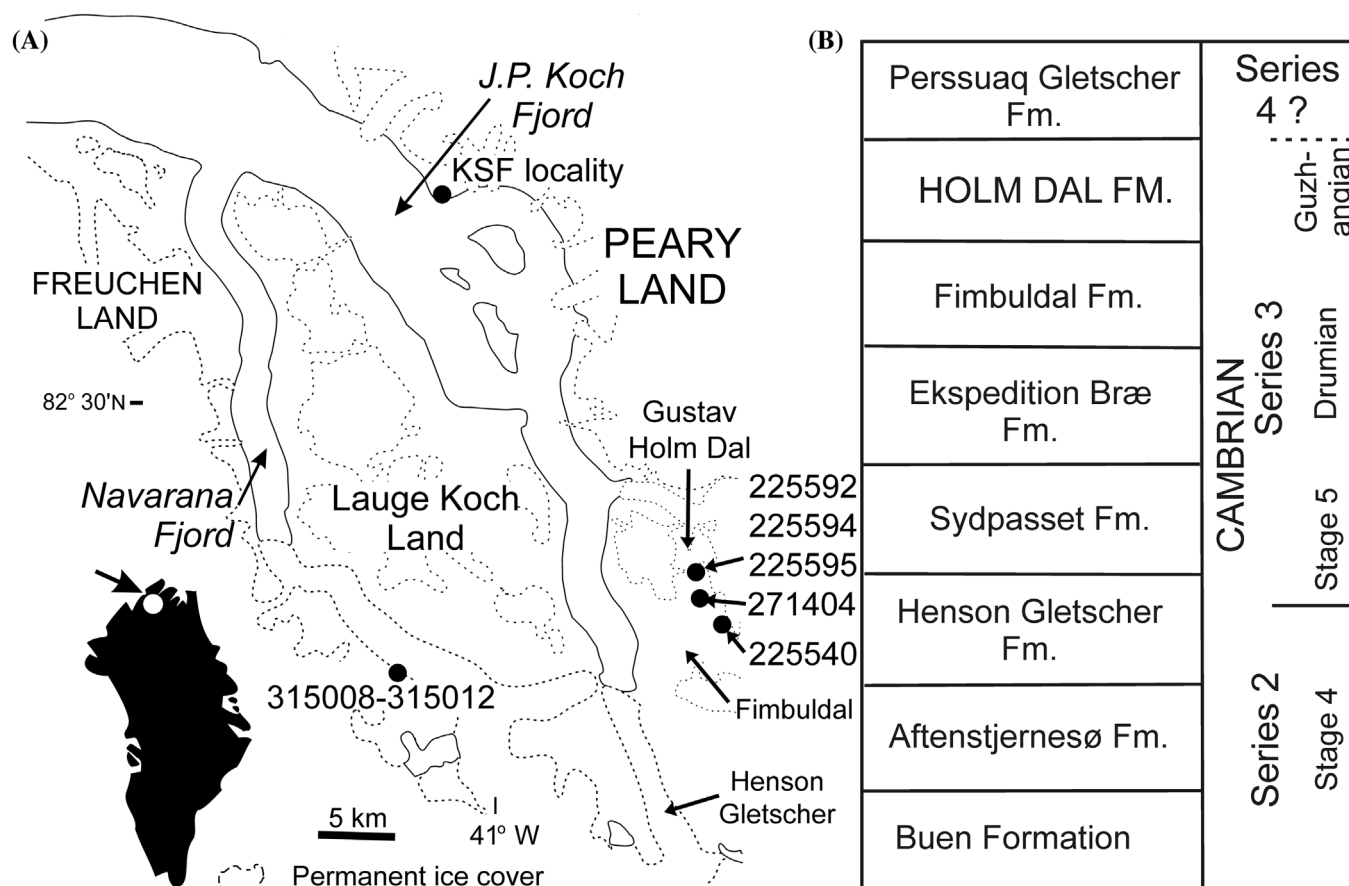 (A)
J.P. Koch
Fjord
KSF locality
PEARY
LAND
FREUCHEN
LAND
82° 30'N
Gustav
Holm Dal
Navarana
Fjord
Lauge Koch
Land
225592
225594
225595
271404
225540
315008-315012
Fimbuldal
Henson
Gletscher
5 km
41° W
Permanent ice cover
(B)
Perssuaq Gletscher
Fm.
HOLM DAL FM.
Fimbuldal Fm.
Ekspedition Bræ
Fm.
Sydpasset Fm.
Henson Gletscher
Fm.
Aftenstjernesø Fm.
Buen Formation
CAMBRIAN
Series
4 ?
Series 3
Series 2
Guzh-
angian
Drumian
Stage 5
Stage 4